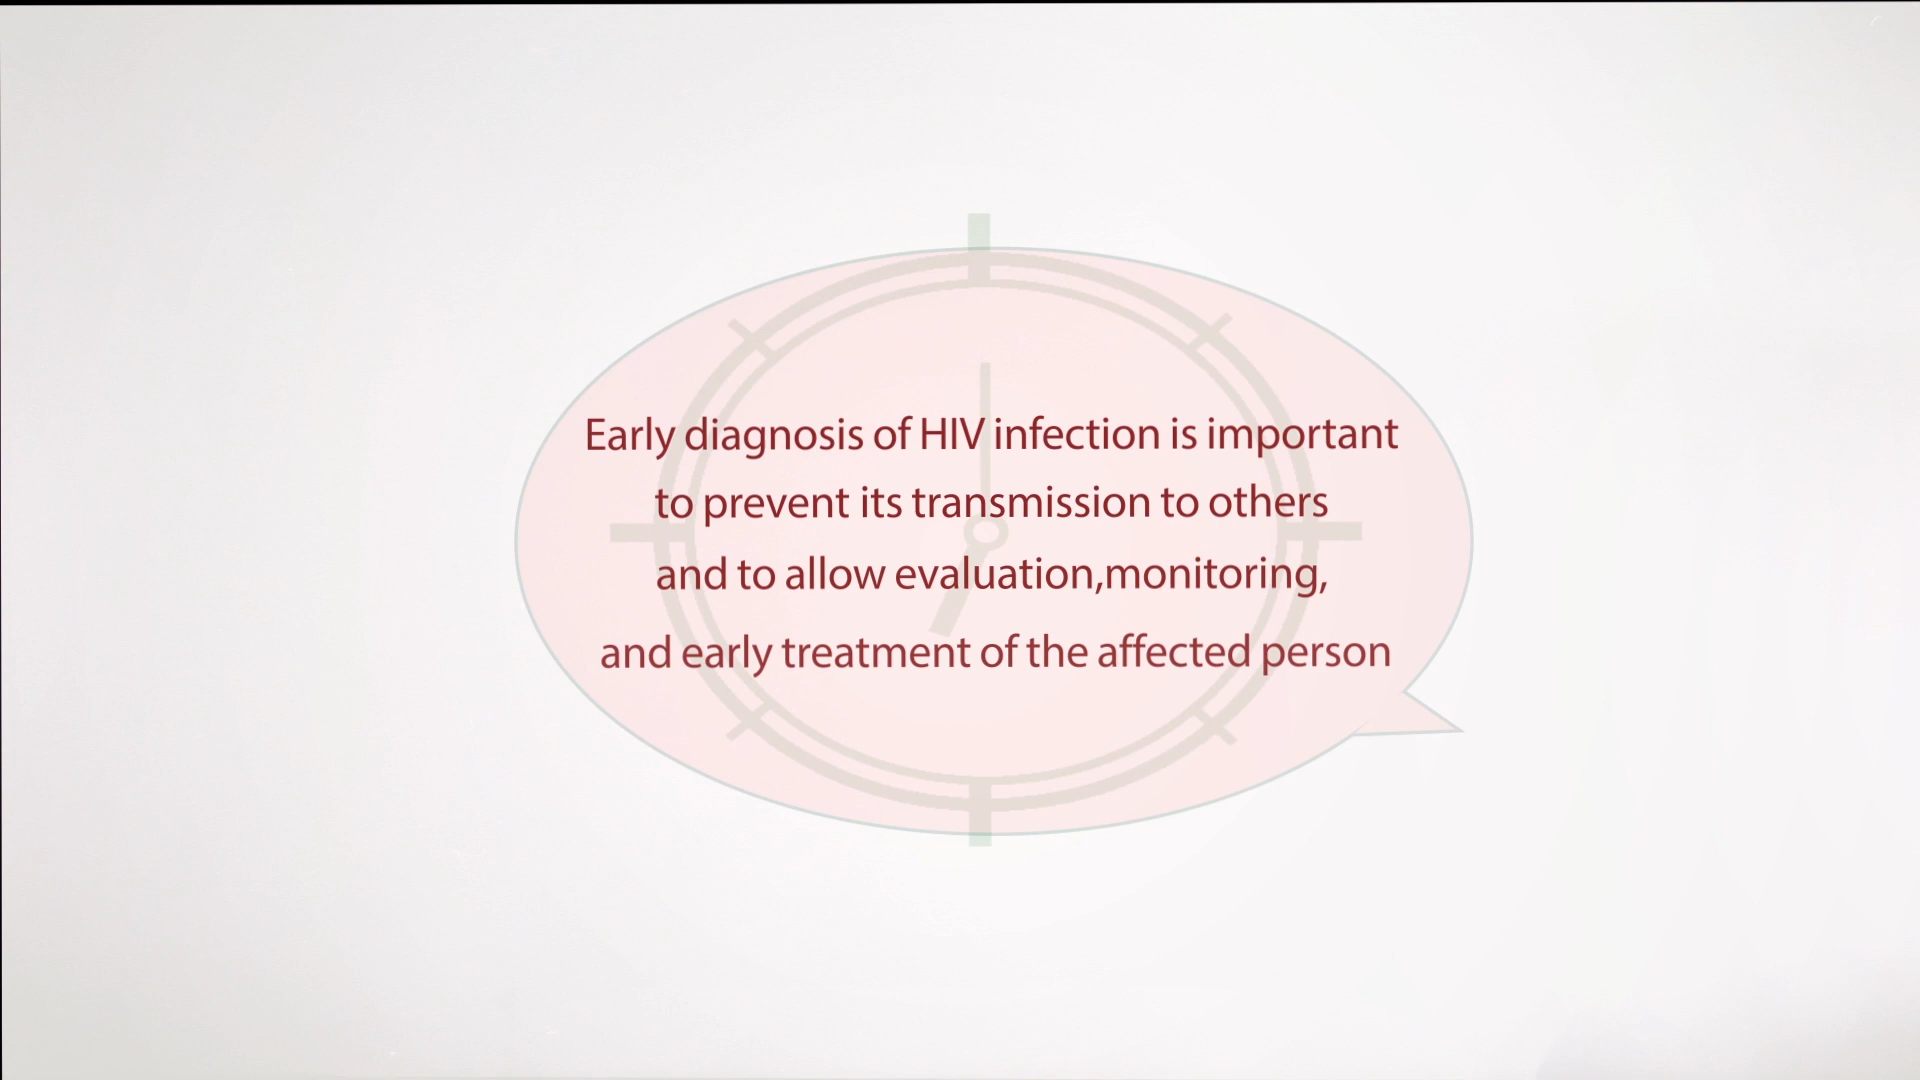 Early diagnosis of HIV infection is important
to prevent its transmission to others
and to allow evaluation,monitoring,
and early treatment of the affected person